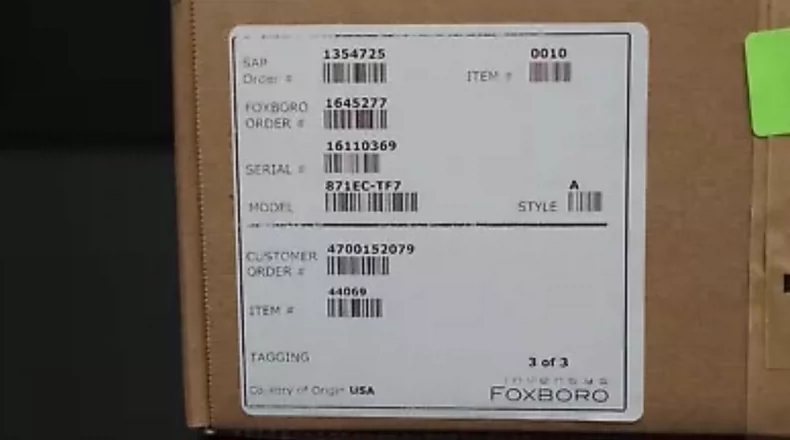 1354725 0010
SAP
Order # ITEM #
FOXBORO 1645277
ORDER #
16110369
SERIAL #
871EC-TF7 A
MODEL STYLE
CUSTOMER 4700152079
ORDER #
44069
ITEM #
TAGGING 3 of 3
invensys
Country of Origin USA FOXBORO